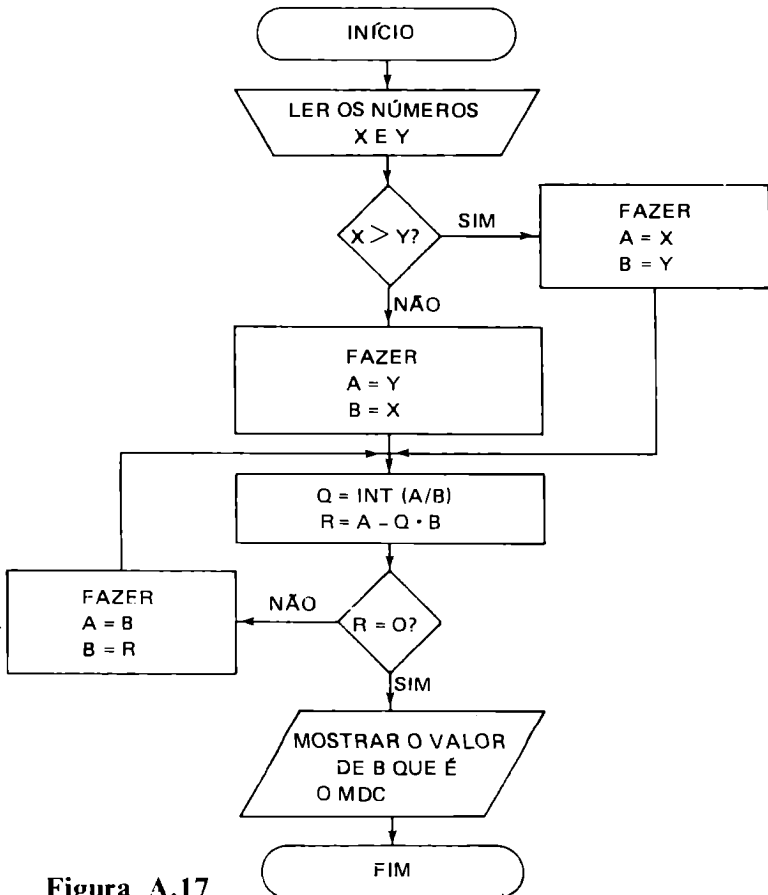 INÍCIO
LER OS NÚMEROS
X E Y
X > Y?
SIM
FAZER
A = X
B = Y
NÃO
FAZER
A = Y
B = X
Q = INT (A/B)
R = A - Q · B
FAZER
A = B
B = R
NÃO
R = 0?
SIM
MOSTRAR O VALOR
DE B QUE É
O MDC
FIM
Figura A.17